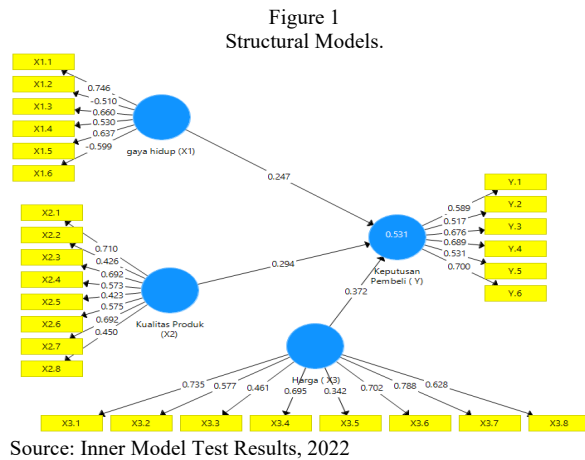 Figure 1
Structural Models.
X1.1
X1.2
X1.3
X1.4
X1.5
X1.6
0.746
-0.510
0.660
0.530
0.637
-0.599
gaya hidup (X1)
0.247
X2.1
X2.2
X2.3
X2.4
X2.5
X2.6
X2.7
X2.8
0.710
0.426
0.692
0.573
0.423
0.575
0.692
0.450
Kualitas Produk
(X2)
0.294
0.531
Keputusan
Pembeli ( Y)
0.372
0.589
0.517
0.676
0.689
0.531
0.700
Y.1
Y.2
Y.3
Y.4
Y.5
Y.6
Harga ( X3)
0.735
0.577
0.461
0.695
0.342
0.702
0.788
0.628
X3.1
X3.2
X3.3
X3.4
X3.5
X3.6
X3.7
X3.8
Source: Inner Model Test Results, 2022